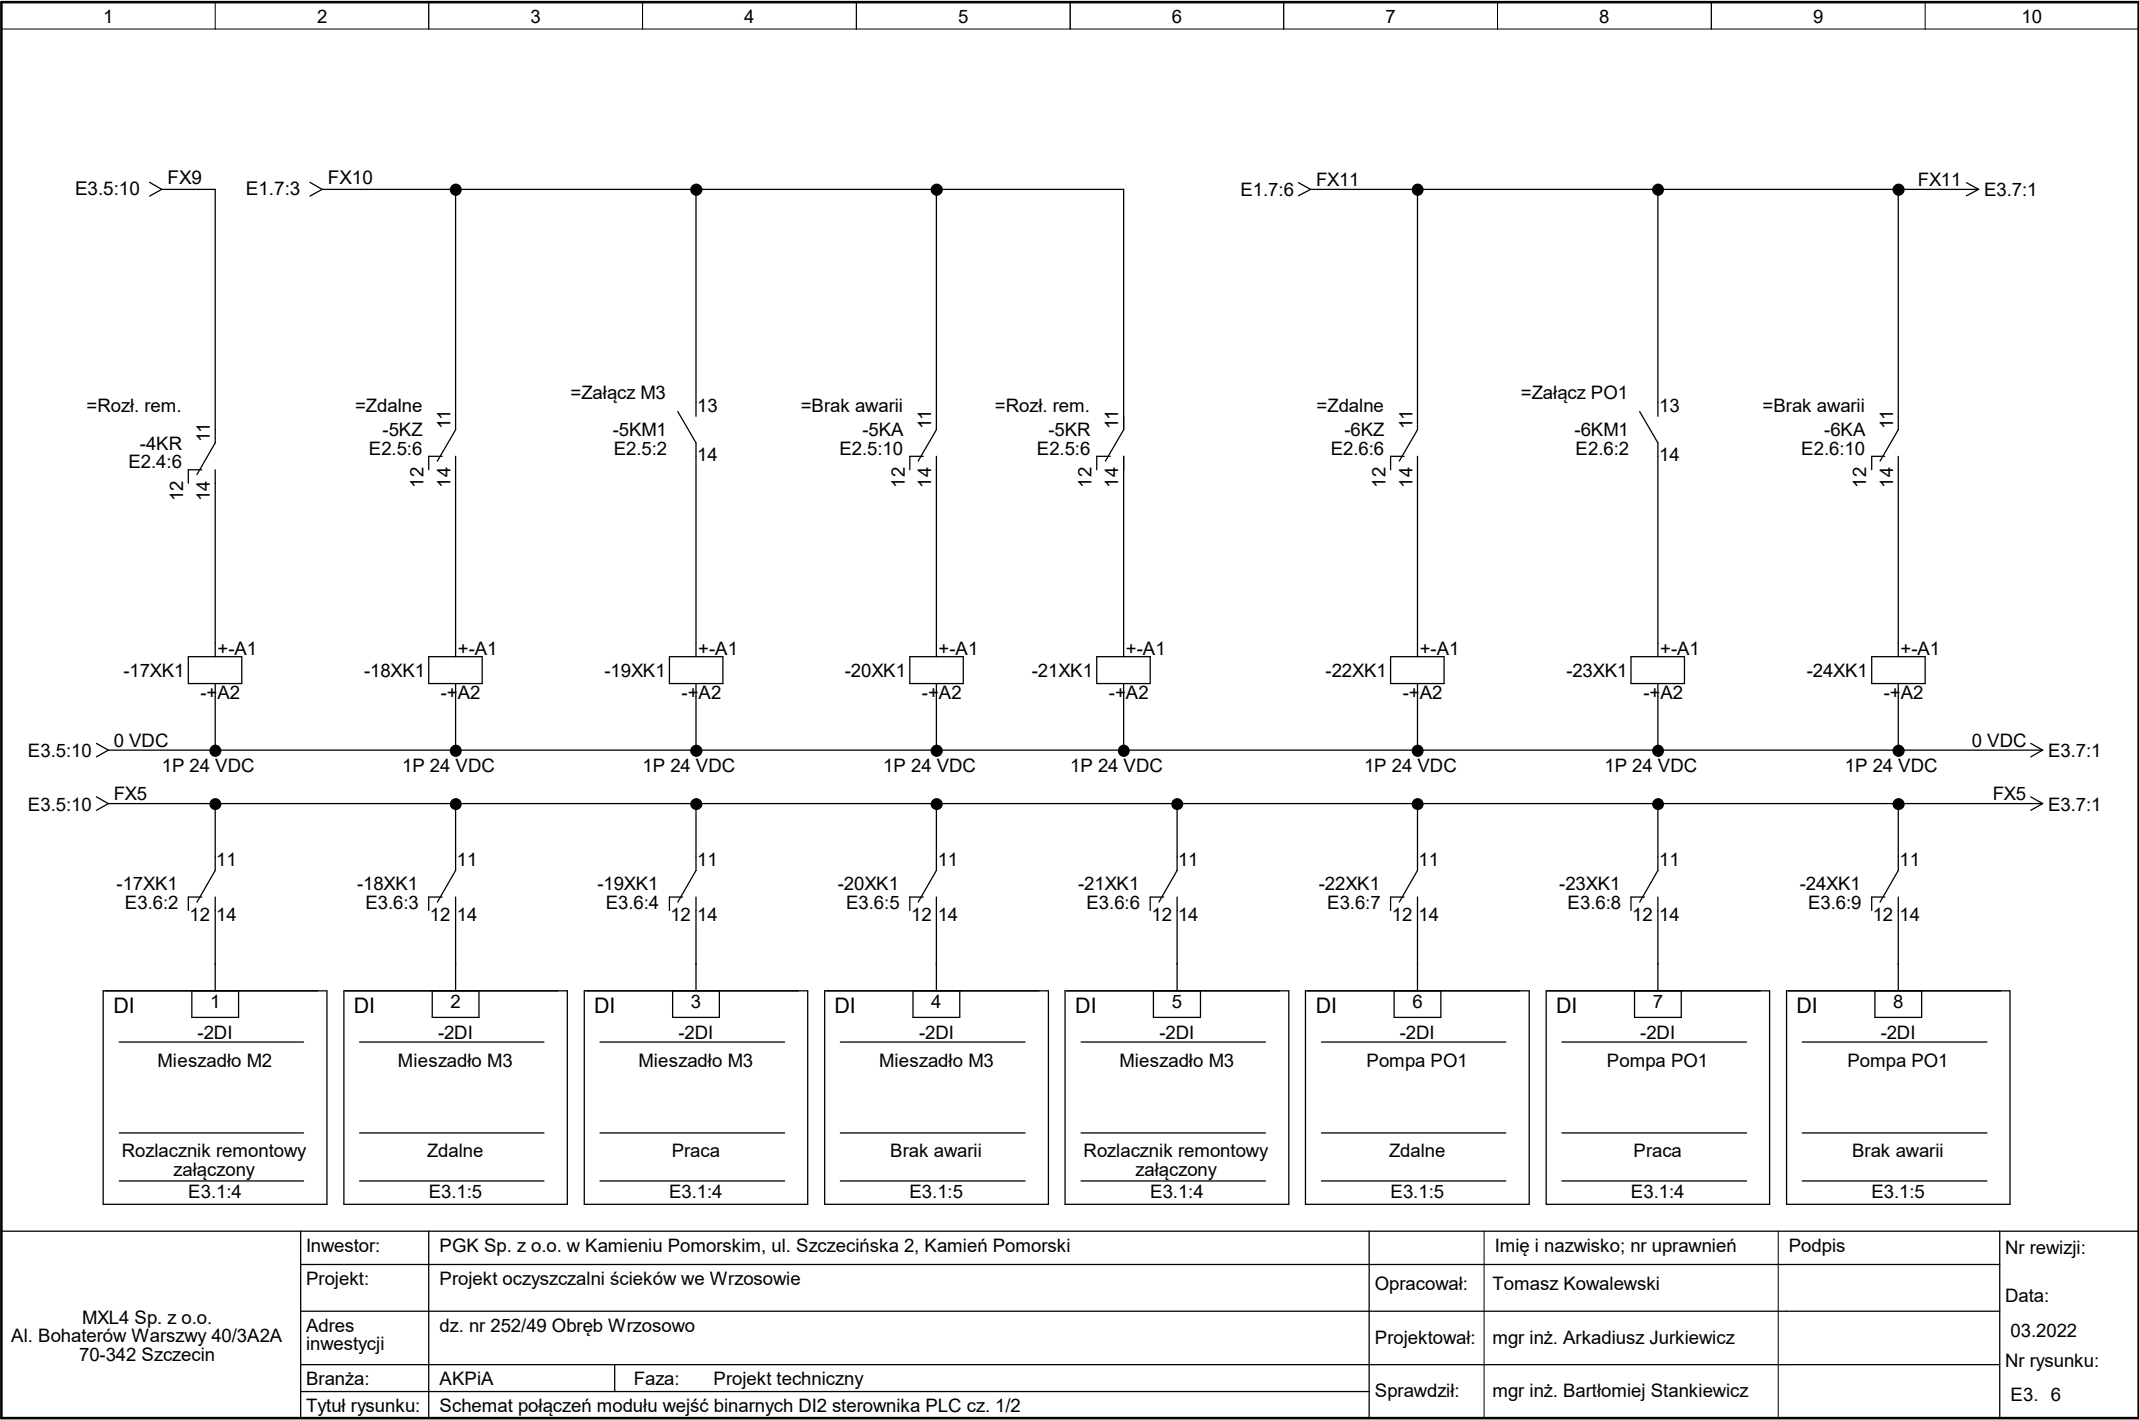 1 2 3 4 5 6 7 8 9 10
E3.5:10 FX9 E1.7:3 FX10 E1.7:6 FX11 FX11 E3.7:1
=Rozł. rem.
-4KR
E2.4:6
11
12 14
=Zdalne
-5KZ
E2.5:6
11
12 14
=Załącz M3
-5KM1
E2.5:2
13
14
=Brak awarii
-5KA
E2.5:10
11
12 14
=Rozł. rem.
-5KR
E2.5:6
11
12 14
=Zdalne
-6KZ
E2.6:6
11
12 14
=Załącz PO1
-6KM1
E2.6:2
13
14
=Brak awarii
-6KA
E2.6:10
11
12 14
+-A1 +-A1 +-A1 +-A1 +-A1 +-A1 +-A1 +-A1
-17XK1 -18XK1 -19XK1 -20XK1 -21XK1 -22XK1 -23XK1 -24XK1
-+A2 -+A2 -+A2 -+A2 -+A2 -+A2 -+A2 -+A2
E3.5:10 0 VDC 0 VDC E3.7:1
1P 24 VDC 1P 24 VDC 1P 24 VDC 1P 24 VDC 1P 24 VDC 1P 24 VDC 1P 24 VDC 1P 24 VDC
E3.5:10 FX5 FX5 E3.7:1
11 11 11 11 11 11 11 11
-17XK1 -18XK1 -19XK1 -20XK1 -21XK1 -22XK1 -23XK1 -24XK1
E3.6:2 E3.6:3 E3.6:4 E3.6:5 E3.6:6 E3.6:7 E3.6:8 E3.6:9
12 14 12 14 12 14 12 14 12 14 12 14 12 14 12 14
DI 1
-2DI
Mieszadło M2
Rozlacznik remontowy
załączony
E3.1:4
DI 2
-2DI
Mieszadło M3
Zdalne
E3.1:5
DI 3
-2DI
Mieszadło M3
Praca
E3.1:4
DI 4
-2DI
Mieszadło M3
Brak awarii
E3.1:5
DI 5
-2DI
Mieszadło M3
Rozlacznik remontowy
załączony
E3.1:4
DI 6
-2DI
Pompa PO1
Zdalne
E3.1:5
DI 7
-2DI
Pompa PO1
Praca
E3.1:4
DI 8
-2DI
Pompa PO1
Brak awarii
E3.1:5
MXL4 Sp. z o.o.
Al. Bohaterów Warszwy 40/3A2A
70-342 Szczecin
Inwestor: PGK Sp. z o.o. w Kamieniu Pomorskim, ul. Szczecińska 2, Kamień Pomorski
Projekt: Projekt oczyszczalni ścieków we Wrzosowie
Adres
inwestycji
dz. nr 252/49 Obręb Wrzosowo
Branża: AKPiA Faza: Projekt techniczny
Tytuł rysunku: Schemat połączeń modułu wejść binarnych DI2 sterownika PLC cz. 1/2
Imię i nazwisko; nr uprawnień Podpis
Opracował: Tomasz Kowalewski
Projektował: mgr inż. Arkadiusz Jurkiewicz
Sprawdził: mgr inż. Bartłomiej Stankiewicz
Nr rewizji:
Data:
03.2022
Nr rysunku:
E3. 6